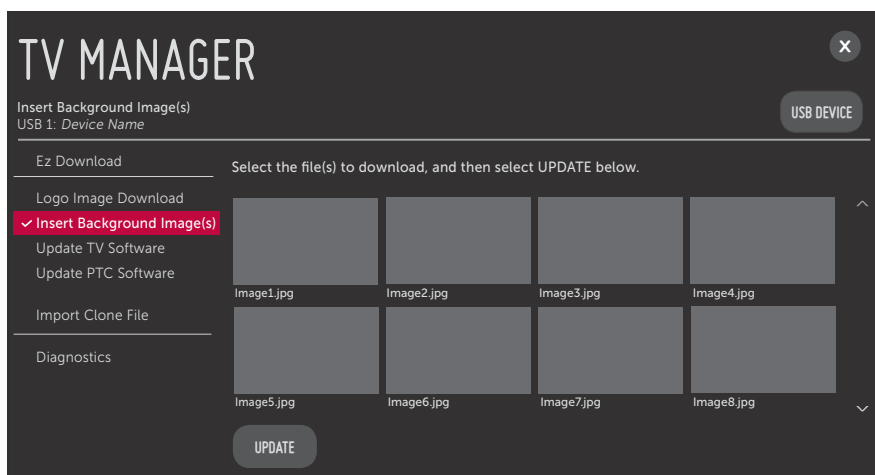 TV MANAGER
X
Insert Background Image(s)
USB 1: Device Name
USB DEVICE
Ez Download
Logo Image Download
Insert Background Image(s)
Update TV Software
Update PTC Software
Import Clone File
Diagnostics
Select the file(s) to download, and then select UPDATE below.
Image1.jpg Image2.jpg Image3.jpg Image4.jpg
Image5.jpg Image6.jpg Image7.jpg Image8.jpg
UPDATE